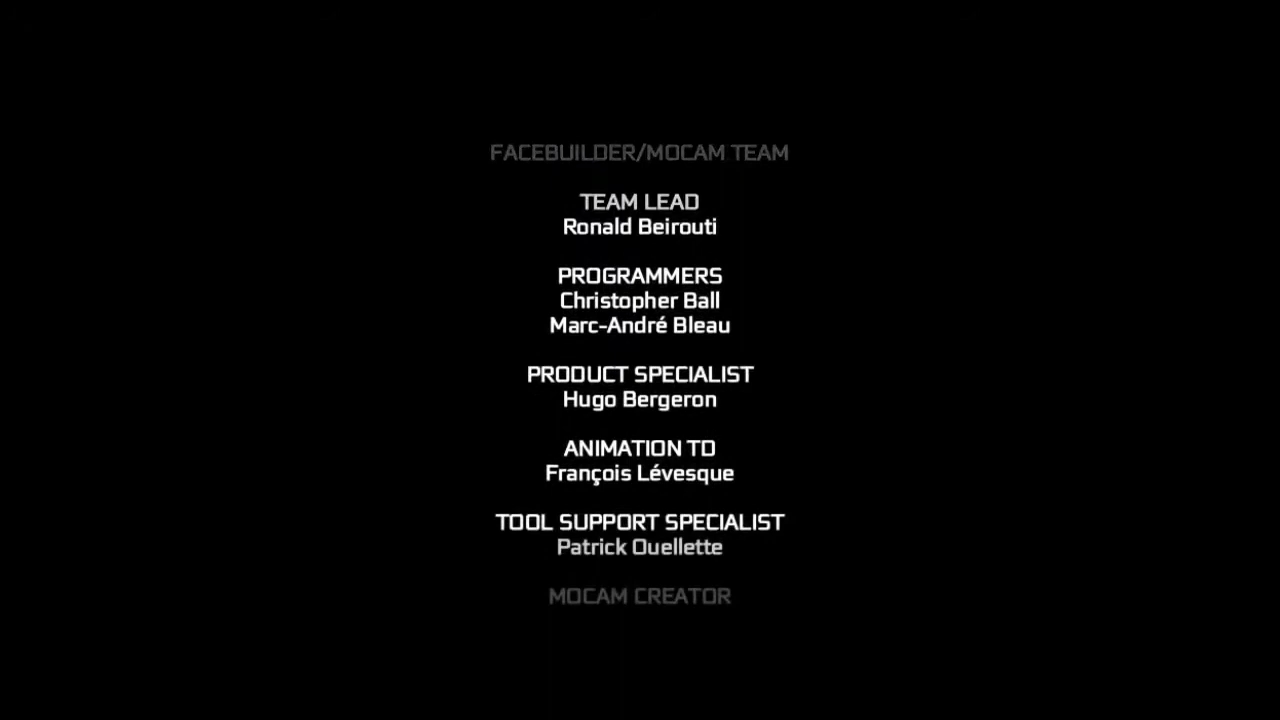 FACEBUILDER/MOCAM TEAM
TEAM LEAD
Ronald Beirouti
PROGRAMMERS
Christopher Ball
Marc-André Bleau
PRODUCT SPECIALIST
Hugo Bergeron
ANIMATION TD
François Lévesque
TOOL SUPPORT SPECIALIST
Patrick Ouellette
MOCAM CREATOR